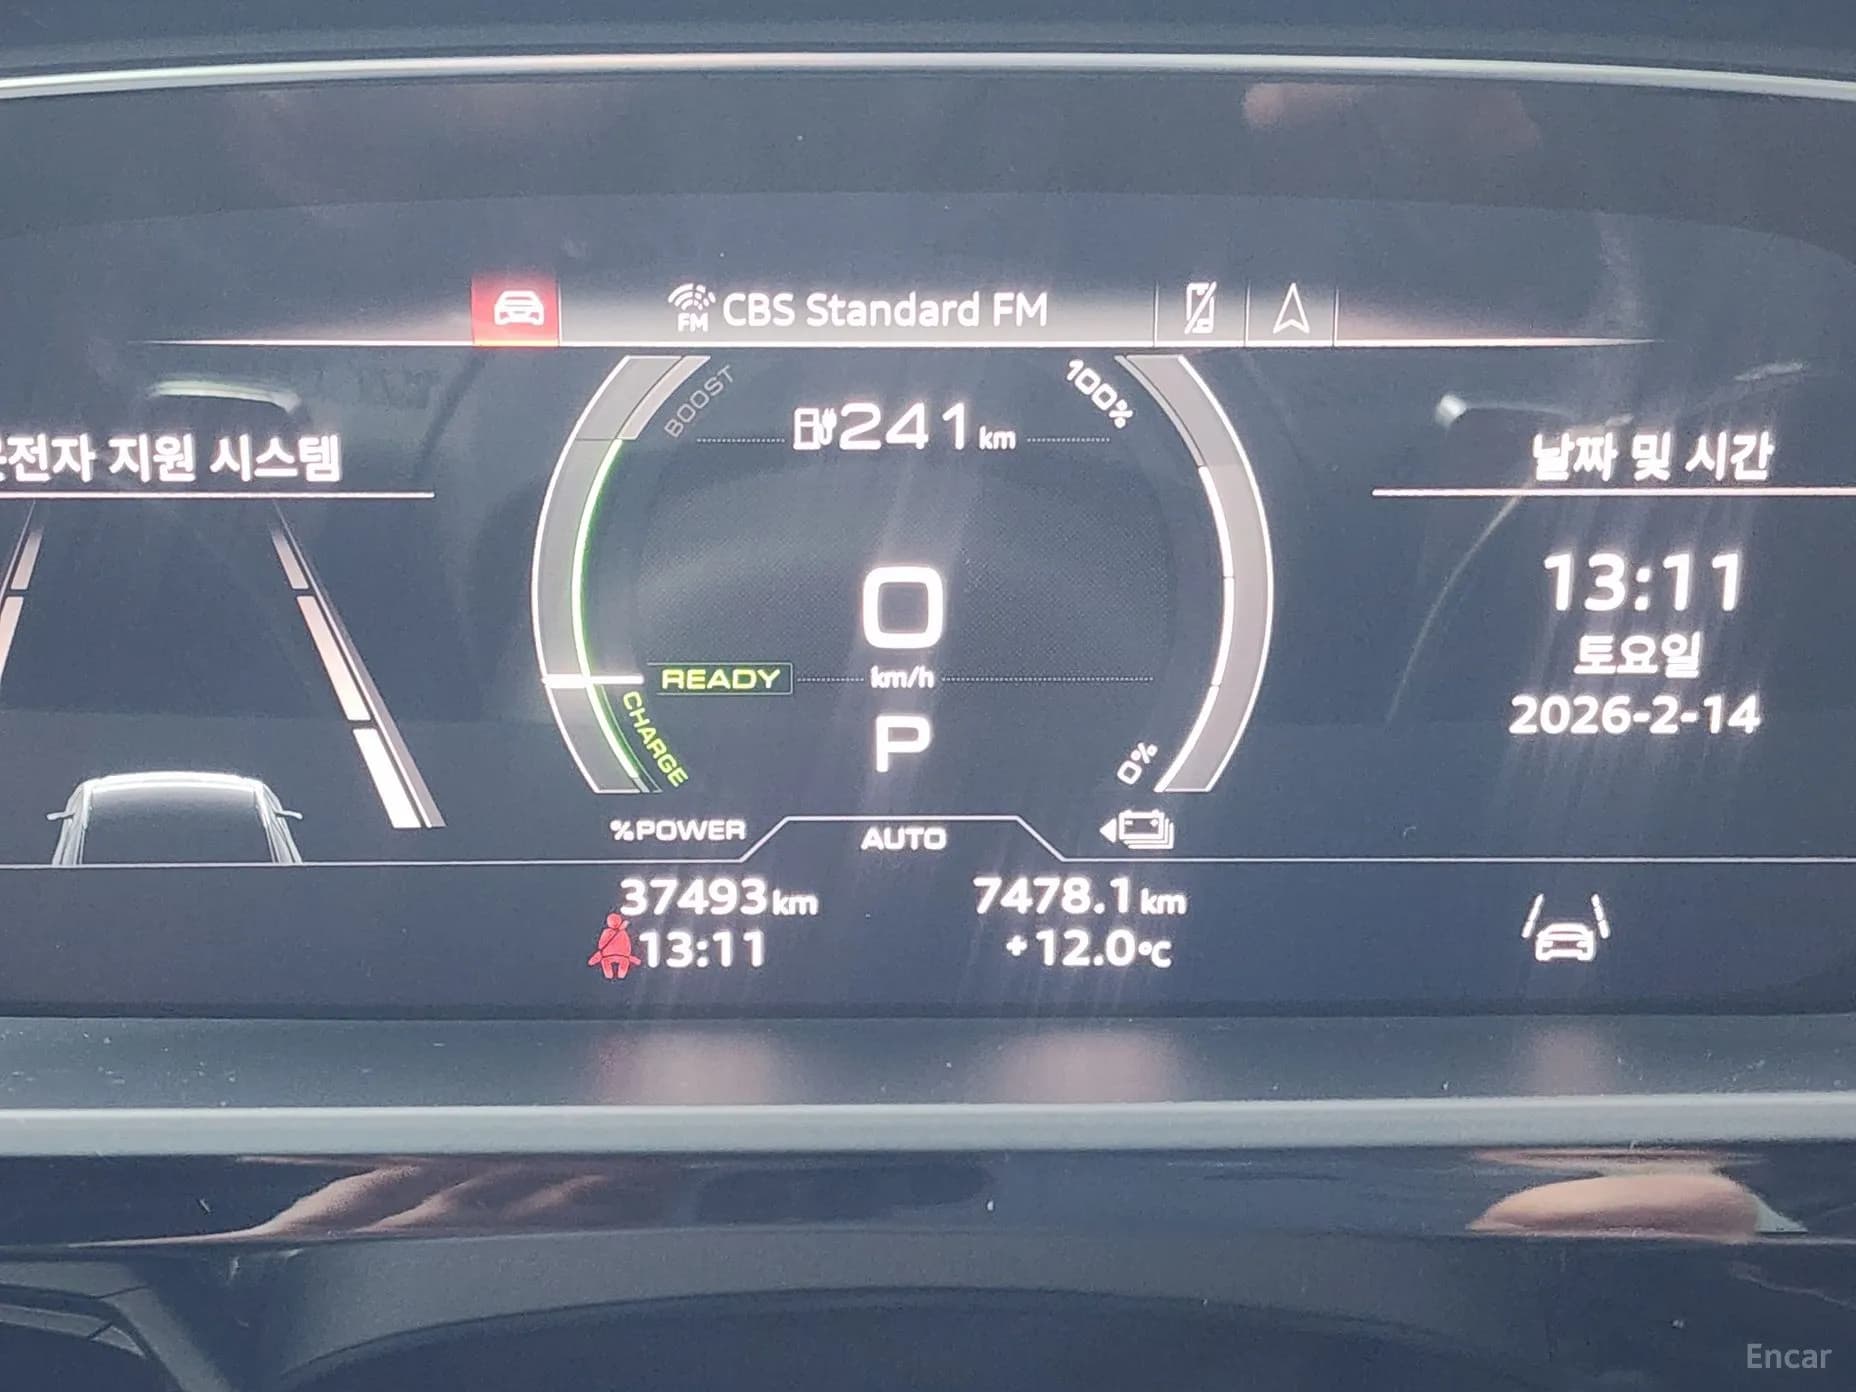 FM CBS Standard FM
BOOST
100%
241 km
전자 지원 시스템
날짜 및 시간
0
13:11
토요일
READY
km/h
CHARGE
2026-2-14
P
0%
%POWER
AUTO
37493 km
7478.1 km
13:11
+12.0°C
Encar